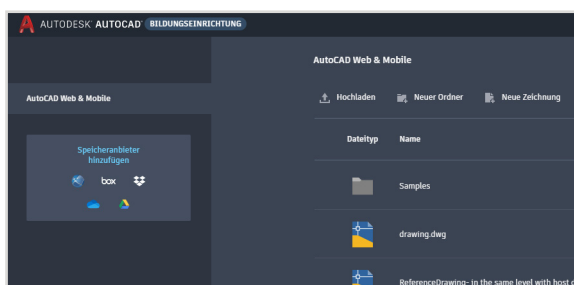 AUTODESK® AUTOCAD® BILDUNGSEINRICHTUNG
AutoCAD Web & Mobile
AutoCAD Web & Mobile
Hochladen Neuer Ordner Neue Zeichnung
Speicheranbieter
hinzufügen
box
Dateityp Name
Samples
drawing.dwg
ReferenceDrawing- in the same level with host